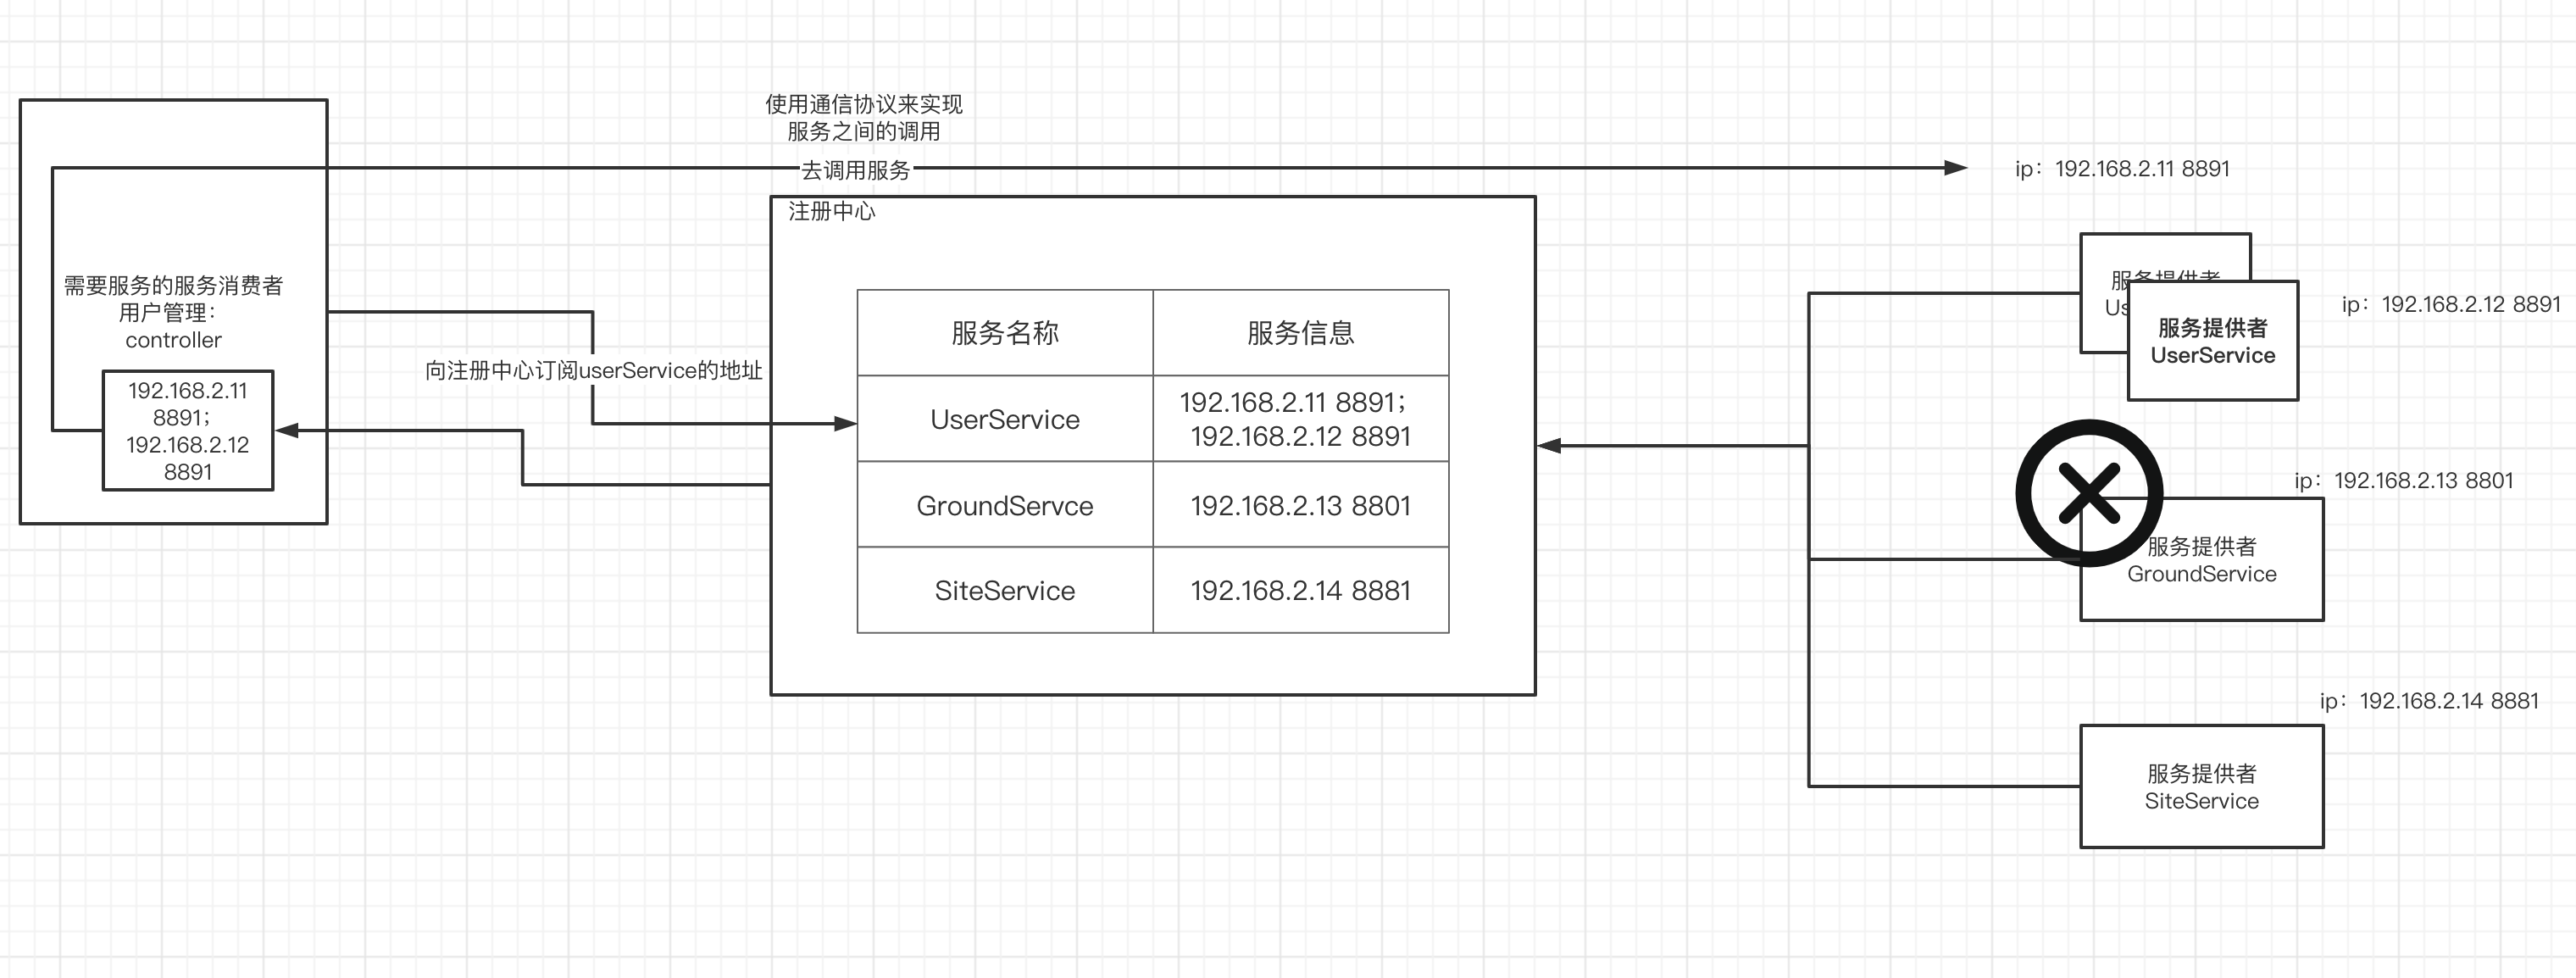 使用通信协议来实现
服务之间的调用
去调用服务
ip：192.168.2.11 8891
注册中心
需要服务的服务消费者
用户管理：
controller
192.168.2.11
8891；
192.168.2.12
8891
向注册中心订阅userService的地址
服务名称
服务信息
UserService
192.168.2.11 8891；
192.168.2.12 8891
GroundServce
192.168.2.13 8801
SiteService
192.168.2.14 8881
服务提供者
Us
ip：192.168.2.12 8891
服务提供者
UserService
ip：192.168.2.13 8801
服务提供者
GroundService
ip：192.168.2.14 8881
服务提供者
SiteService